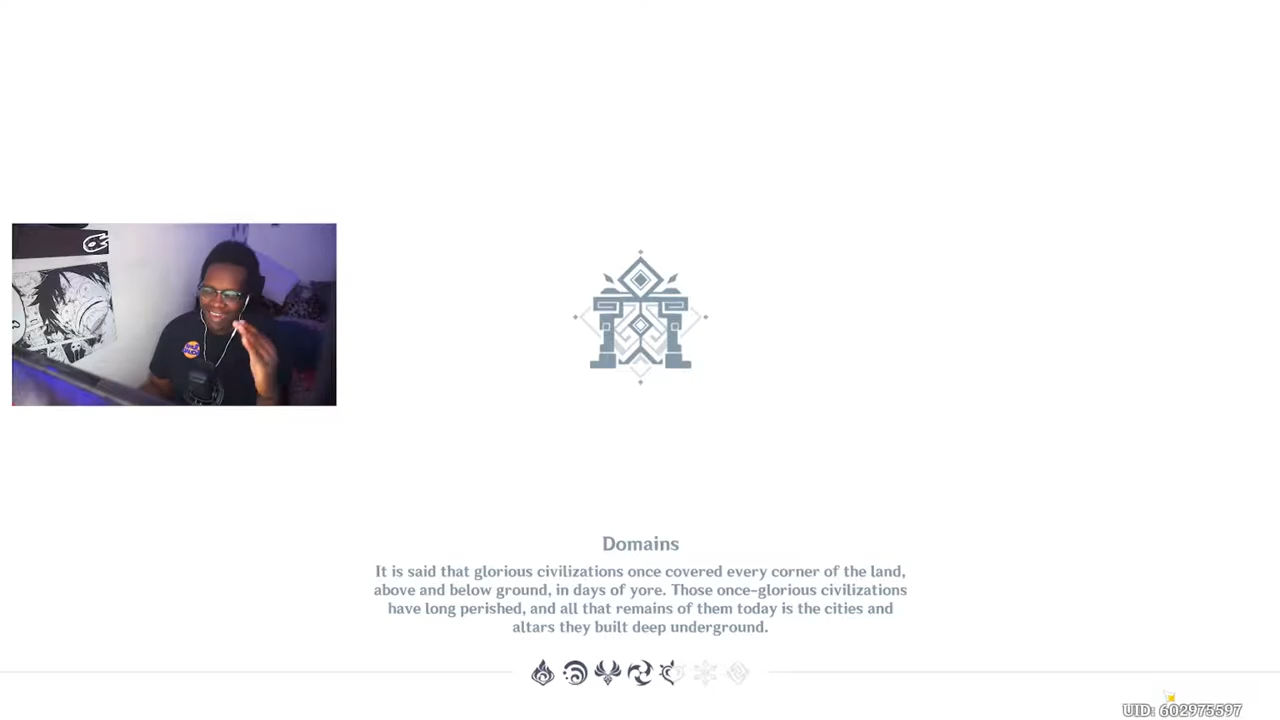 Domains
It is said that glorious civilizations once covered every corner of the land,
above and below ground, in days of yore. Those once-glorious civilizations
have long perished, and all that remains of them today is the cities and
altars they built deep underground.
UID: 602975597